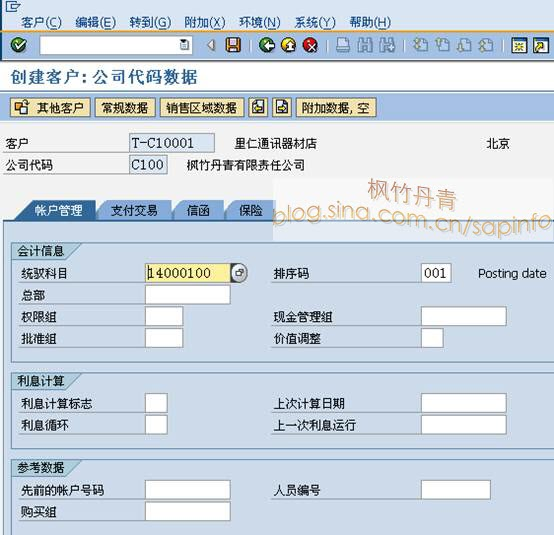 客户(C) 编辑(E) 转到(G) 附加(X) 环境(N) 系统(Y) 帮助(H)
创建客户: 公司代码数据
其他客户 常规数据 销售区域数据 附加数据, 空
客户 T-C10001 里仁通讯器材店 北京
公司代码 C100 枫竹丹青有限责任公司
枫竹丹青
blog.sina.com.cn/sapinfo
帐户管理 支付交易 信函 保险
会计信息
统驭科目 14000100 排序码 001 Posting date
总部
权限组 现金管理组
批准组 价值调整
利息计算
利息计算标志 上次计算日期
利息循环 上一次利息运行
参考数据
先前的帐户号码 人员编号
购买组